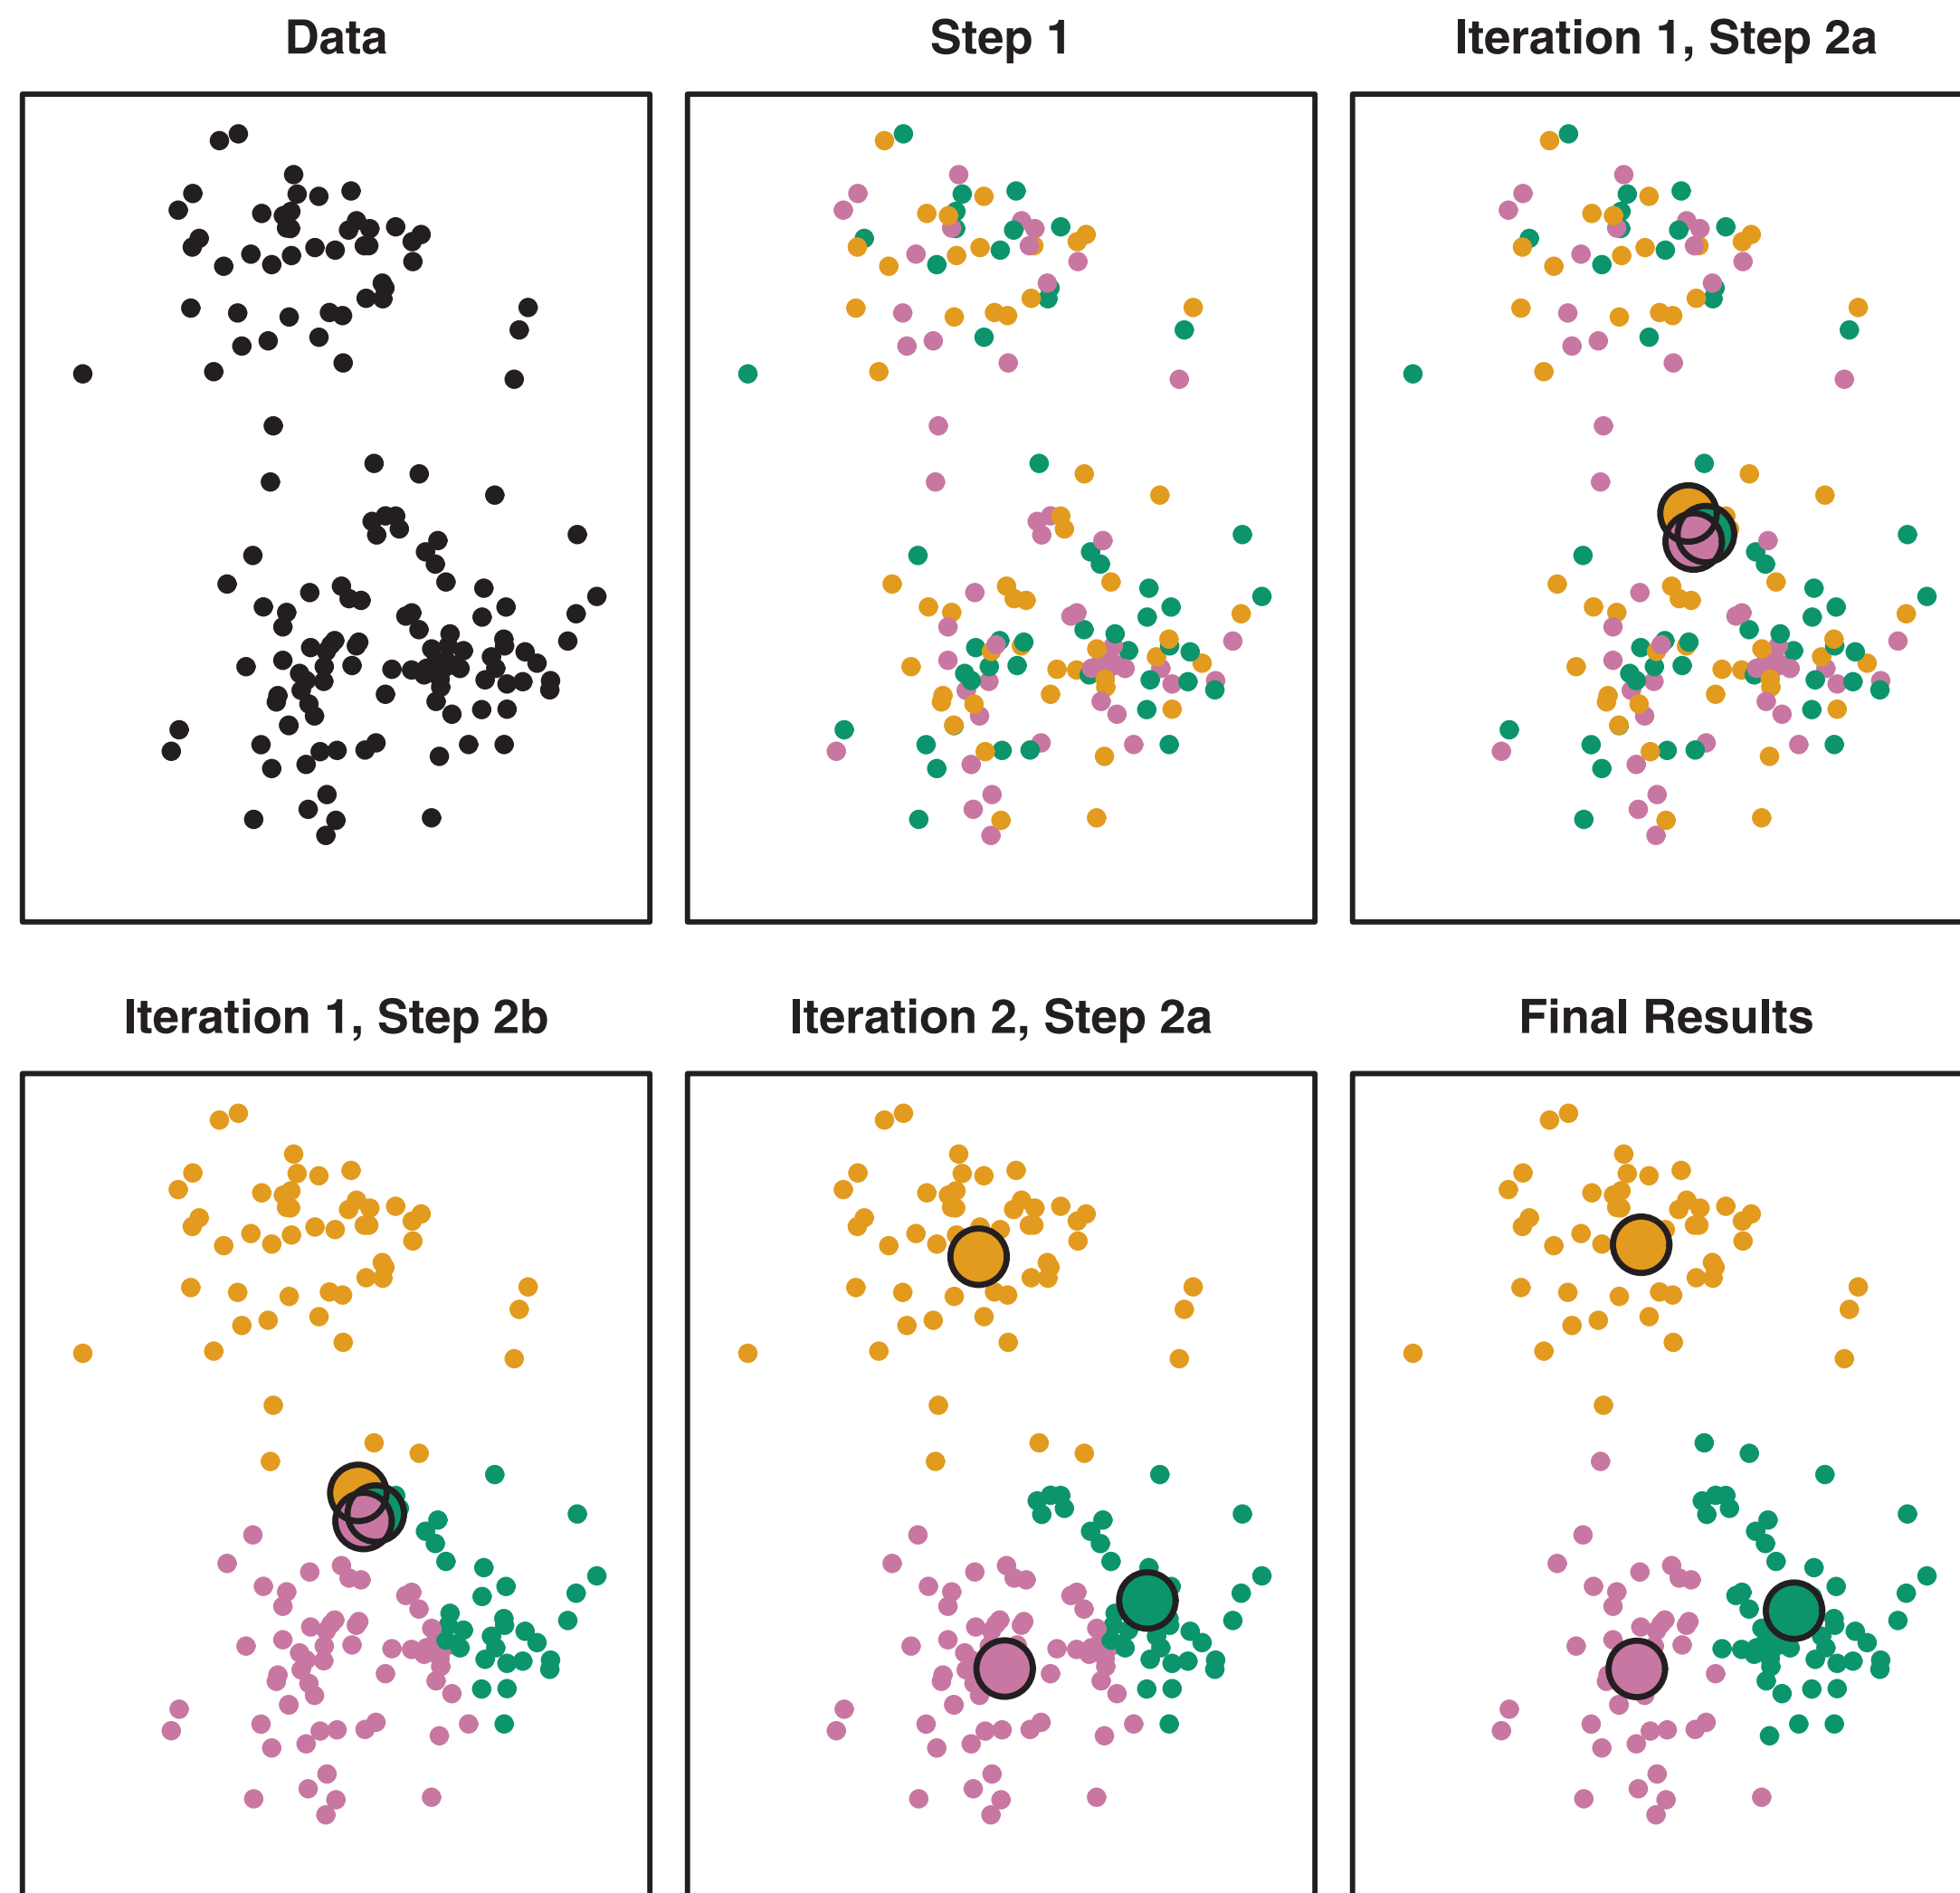 Data
Step 1
Iteration 1, Step 2a
Iteration 1, Step 2b
Iteration 2, Step 2a
Final Results